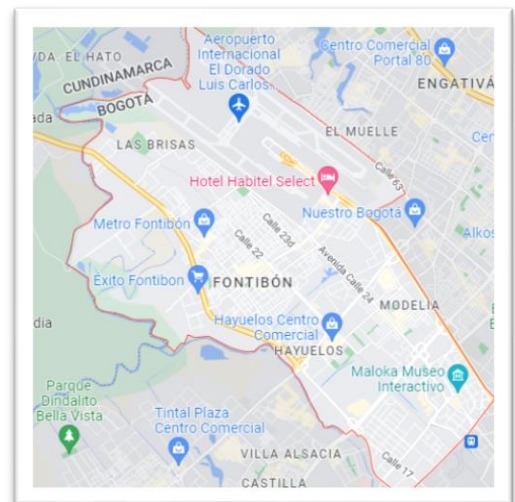 VDA. EL HATO
Aeropuerto
Internacional
El Dorado
Luis Carlos...
Centro Comercial
Portal 80
CUNDINAMARCA
BOGOTÁ
ENGATIVÁ
ada
LAS BRISAS
EL MUELLE
Cen
Calle 63
Hotel Habitel Select
Metro Fontibón
Calle 23d
Nuestro Bogotá
Calle 22
Avenida Calle 24
Alkos
Éxito Fontibon
FONTIBÓN
MODELIA
dia
Hayuelos Centro
Comercial
HAYUELOS
Maloka Museo
Interactivo
Parque
Dindalito
Bella Vista
Tintal Plaza
Centro Comercial
Calle 17
VILLA ALSACIA
CASTILLA